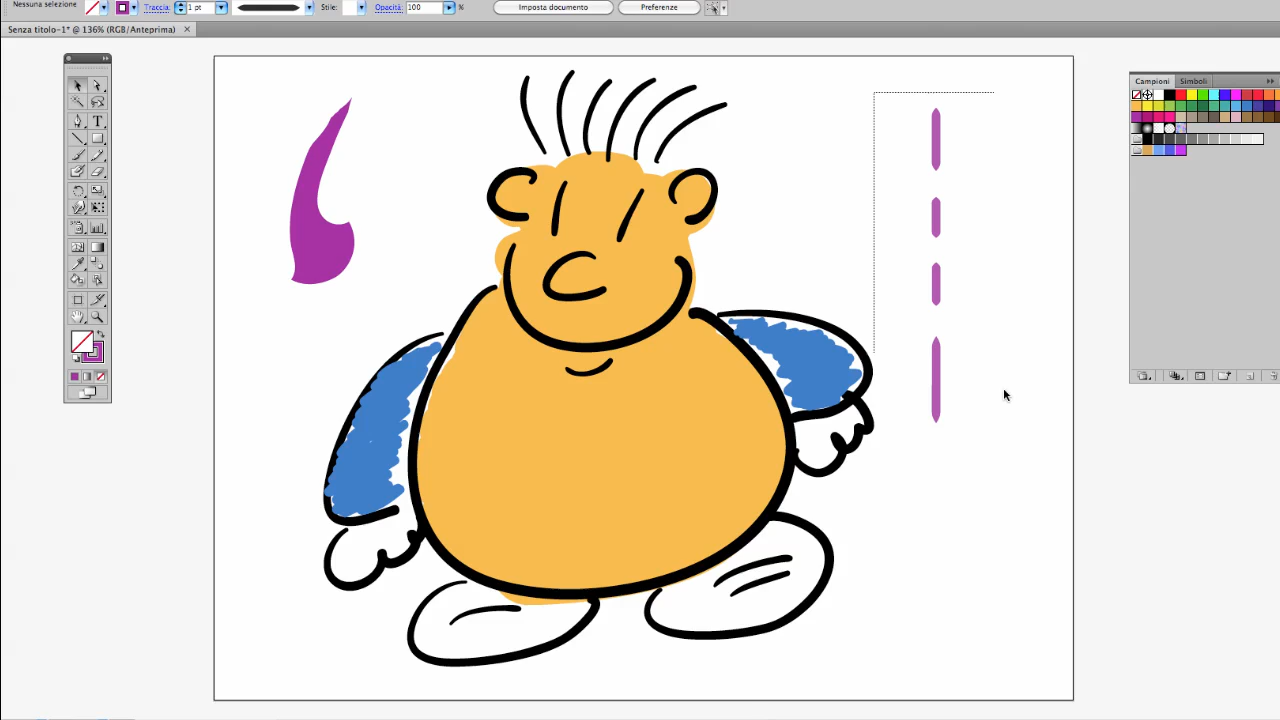 Nessuna selezione Traccia: 1 pt Stile: Opacità: 100 % Imposta documento Preferenze
Senza titolo-1* @ 136% (RGB/Anteprima)
Campioni Simboli
T